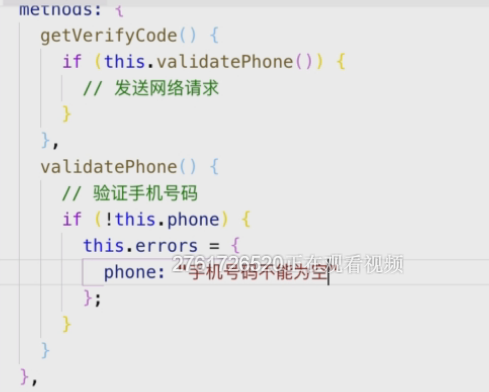 methods: {
getVerifyCode() {
if (this.validatePhone()) {
// 发送网络请求
}
},
validatePhone() {
// 验证手机号码
if (!this.phone) {
this.errors = {
phone: "手机号码不能为空"
2761726520正在观看视频
};
}
}
},